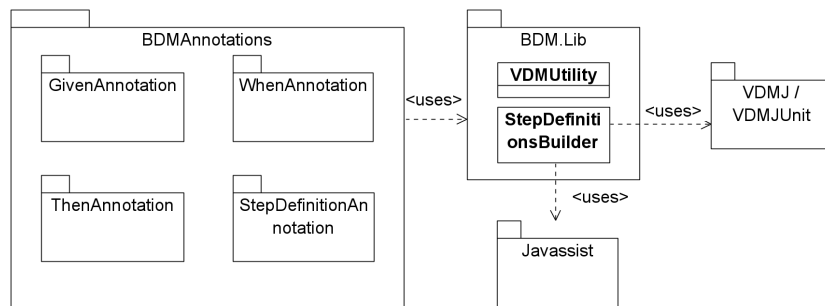 BDMAnnotations
GivenAnnotation
WhenAnnotation
ThenAnnotation
StepDefinitionAn
notation
<uses>
BDM.Lib
VDMUtility
StepDefiniti
onsBuilder
<uses>
VDMJ /
VDMJUnit
<uses>
Javassist